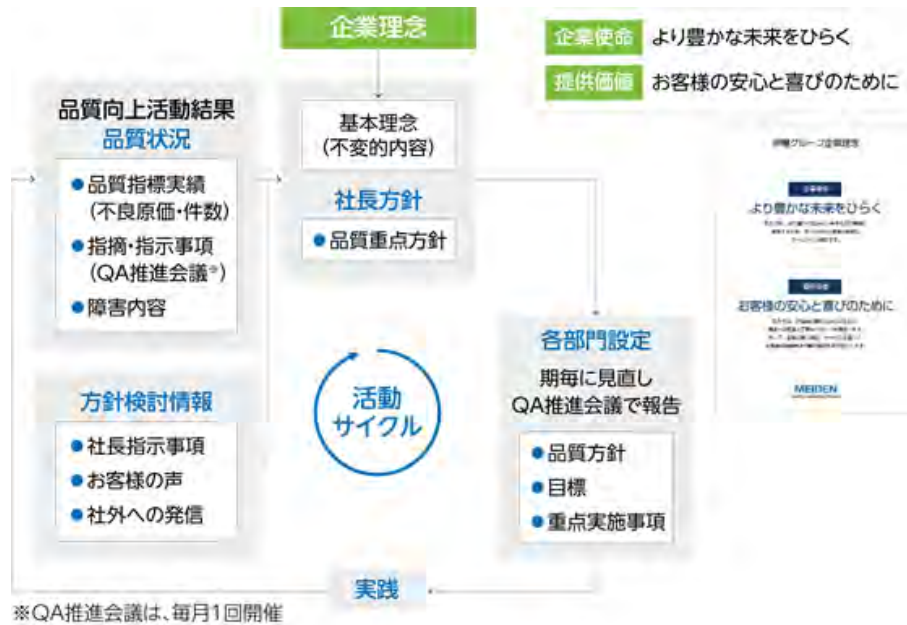 企業理念
企業使命 より豊かな未来をひらく
提供価値 お客様の安心と喜びのために
品質向上活動結果
品質状況
●品質指標実績
(不良原価・件数)
●指摘・指示事項
(QA推進会議※)
●障害内容
基本理念
(不変的内容)
社長方針
●品質重点方針
方針検討情報
●社長指示事項
●お客様の声
●社外への発信
活動
サイクル
各部門設定
期毎に見直し
QA推進会議で報告
●品質方針
●目標
●重点実施事項
実践
※QA推進会議は、毎月1回開催
より豊かな未来をひらく
お客様の安心と喜びのために
MEIDEN